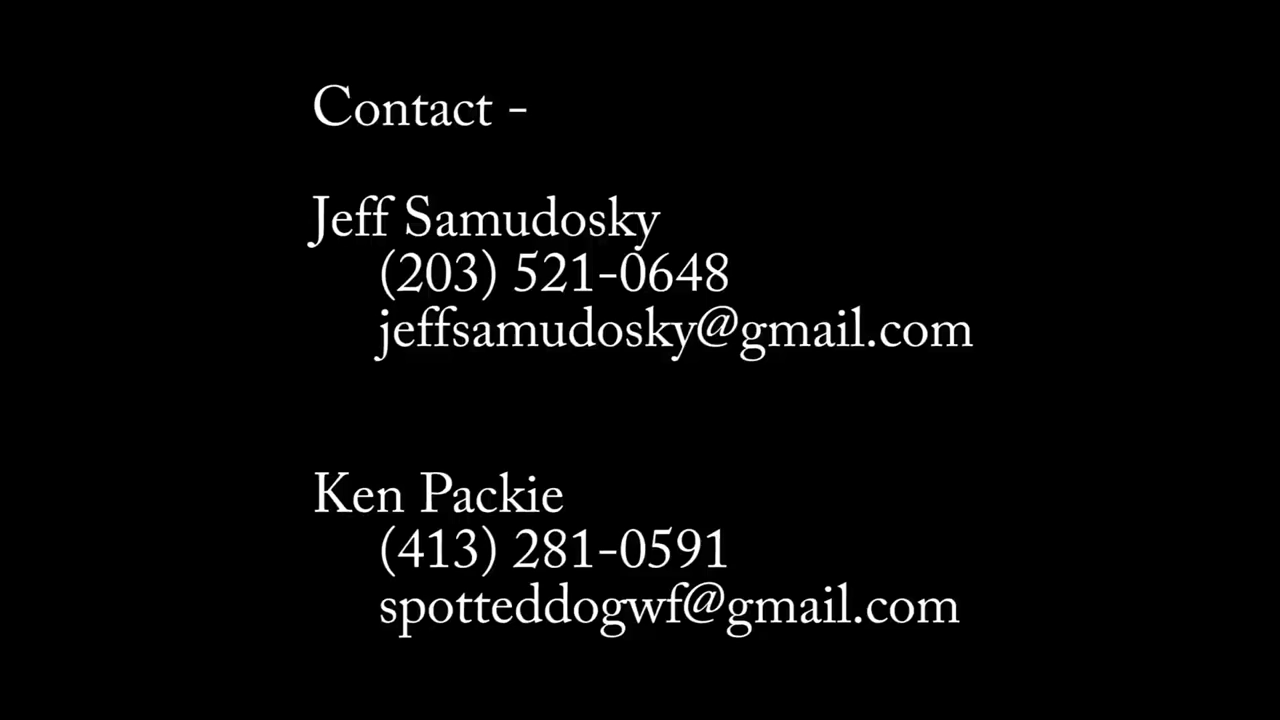 Contact -
Jeff Samudosky
(203) 521-0648
jeffsamudosky@gmail.com
Ken Packie
(413) 281-0591
spotteddogwf@gmail.com